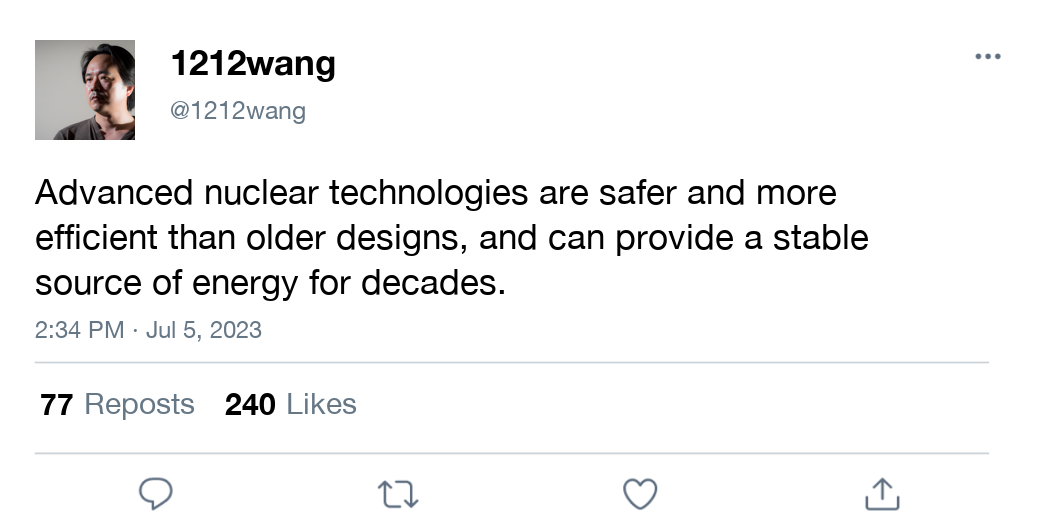 1212wang
@1212wang
Advanced nuclear technologies are safer and more
efficient than older designs, and can provide a stable
source of energy for decades.
2:34 PM · Jul 5, 2023
77 Reposts 240 Likes